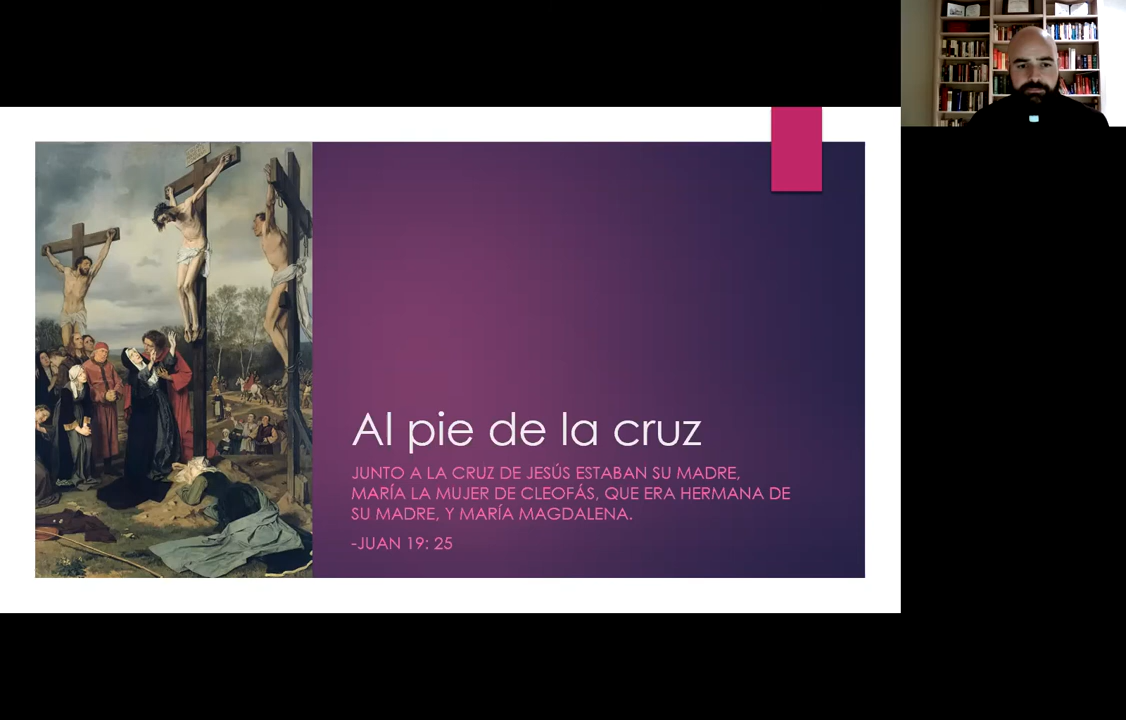 Al pie de la cruz
JUNTO A LA CRUZ DE JESÚS ESTABAN SU MADRE,
MARÍA LA MUJER DE CLEOFÁS, QUE ERA HERMANA DE
SU MADRE, Y MARÍA MAGDALENA.
-JUAN 19: 25